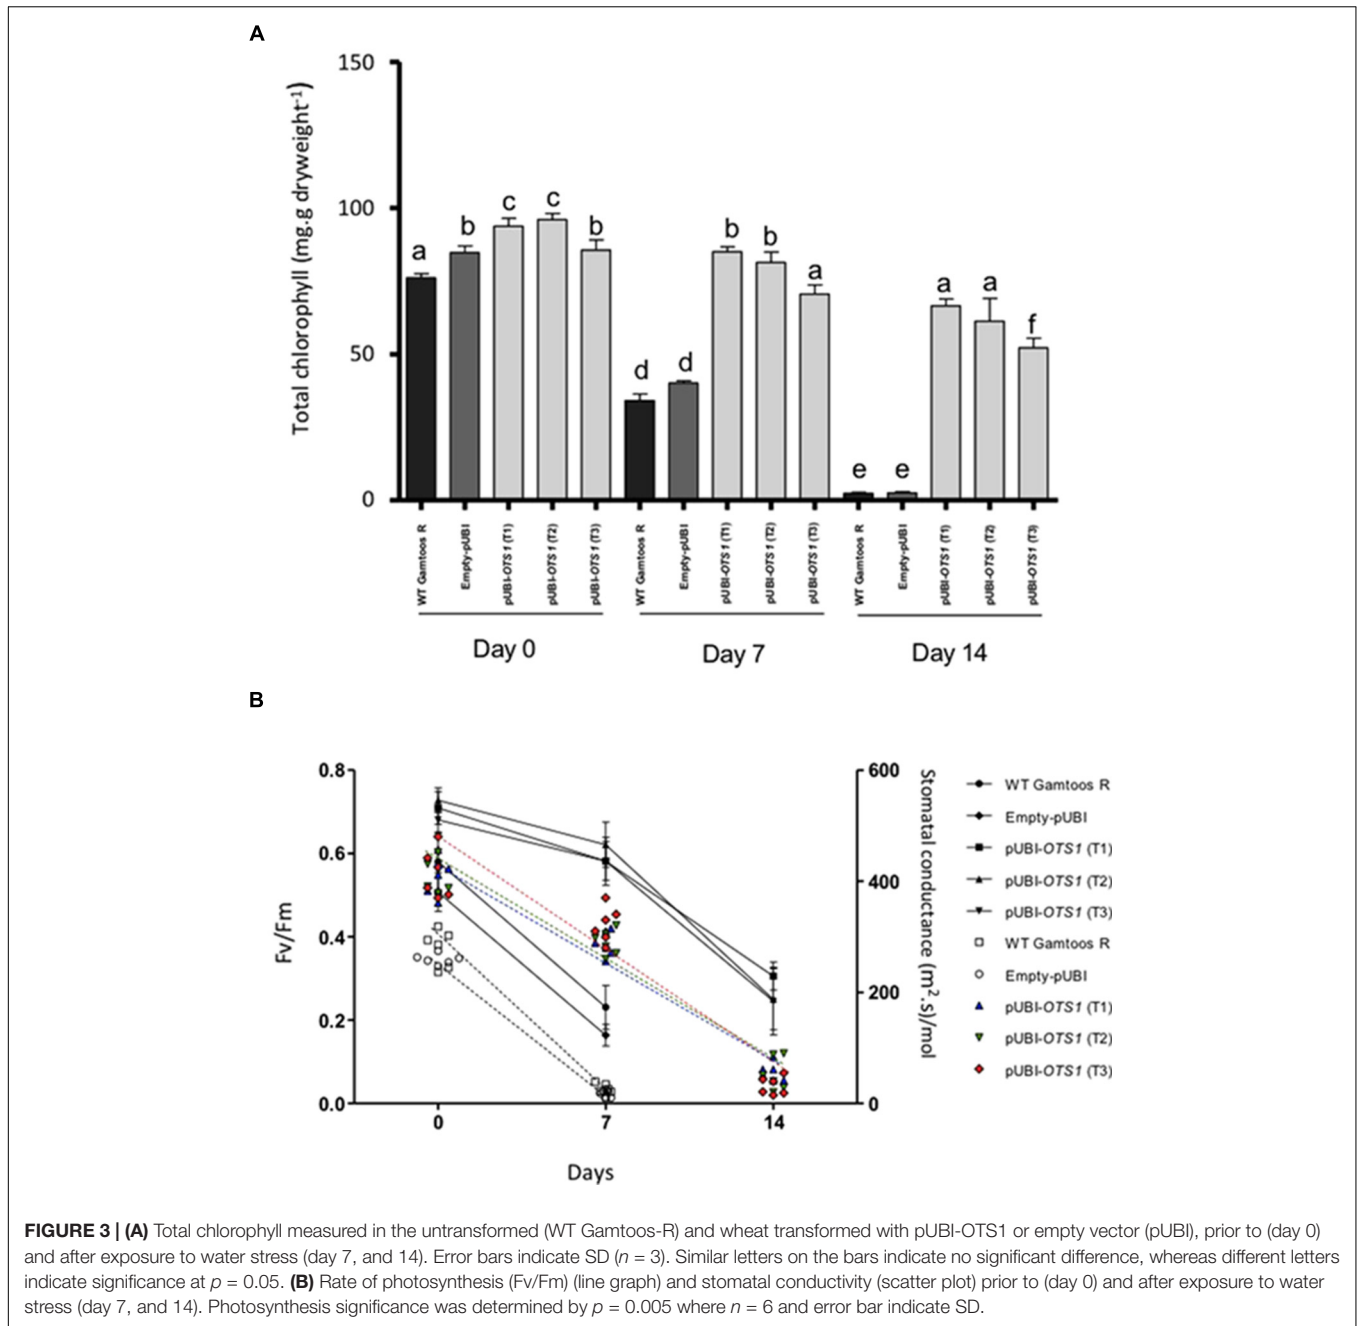 A
150
100
50
0
Total chlorophyll (mg.g dryweight⁻¹)
a
b
c
c
b
d
d
b
b
a
e
e
a
a
f
WT Gamtoos R
Empty-pUBI
pUBI-OTS1 (T1)
pUBI-OTS1 (T2)
pUBI-OTS1 (T3)
WT Gamtoos R
Empty-pUBI
pUBI-OTS1 (T1)
pUBI-OTS1 (T2)
pUBI-OTS1 (T3)
WT Gamtoos R
Empty-pUBI
pUBI-OTS1 (T1)
pUBI-OTS1 (T2)
pUBI-OTS1 (T3)
Day 0
Day 7
Day 14
B
0.8
0.6
0.4
0.2
0.0
Fv/Fm
600
400
200
0
Stomatal conductance (m².s)/mol
0
7
14
Days
WT Gamtoos R
Empty-pUBI
pUBI-OTS1 (T1)
pUBI-OTS1 (T2)
pUBI-OTS1 (T3)
WT Gamtoos R
Empty-pUBI
pUBI-OTS1 (T1)
pUBI-OTS1 (T2)
pUBI-OTS1 (T3)
FIGURE 3 | (A) Total chlorophyll measured in the untransformed (WT Gamtoos-R) and wheat transformed with pUBI-OTS1 or empty vector (pUBI), prior to (day 0)
and after exposure to water stress (day 7, and 14). Error bars indicate SD (n = 3). Similar letters on the bars indicate no significant difference, whereas different letters
indicate significance at p = 0.05. (B) Rate of photosynthesis (Fv/Fm) (line graph) and stomatal conductivity (scatter plot) prior to (day 0) and after exposure to water
stress (day 7, and 14). Photosynthesis significance was determined by p = 0.005 where n = 6 and error bar indicate SD.